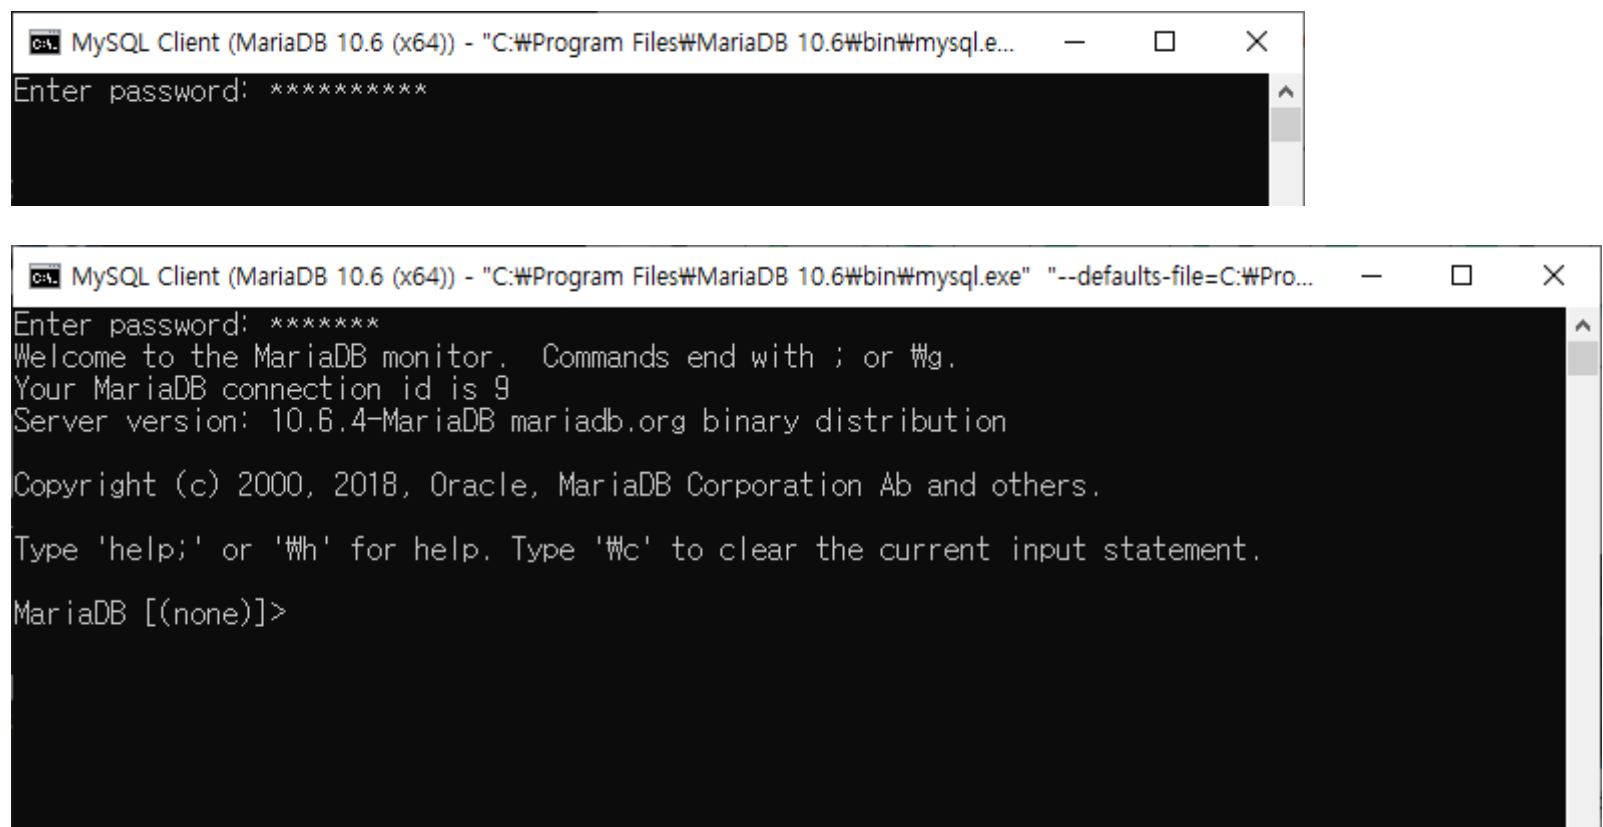 MySQL Client (MariaDB 10.6 (x64)) - "C:₩Program Files₩MariaDB 10.6₩bin₩mysql.e...
Enter password: **********
MySQL Client (MariaDB 10.6 (x64)) - "C:₩Program Files₩MariaDB 10.6₩bin₩mysql.exe" "--defaults-file=C:₩Pro...
Enter password: *******
Welcome to the MariaDB monitor.  Commands end with ; or ₩g.
Your MariaDB connection id is 9
Server version: 10.6.4-MariaDB mariadb.org binary distribution
Copyright (c) 2000, 2018, Oracle, MariaDB Corporation Ab and others.
Type 'help;' or '₩h' for help. Type '₩c' to clear the current input statement.
MariaDB [(none)]>